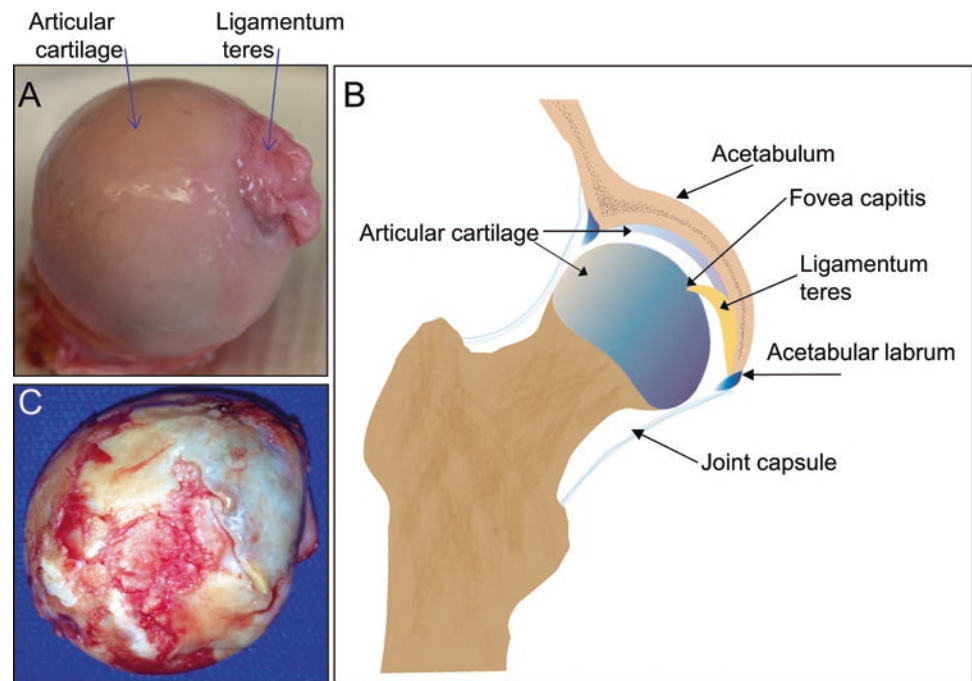 Articular
cartilage
Ligamentum
teres
A
B
Acetabulum
Fovea capitis
Articular cartilage
Ligamentum
teres
Acetabular labrum
Joint capsule
C